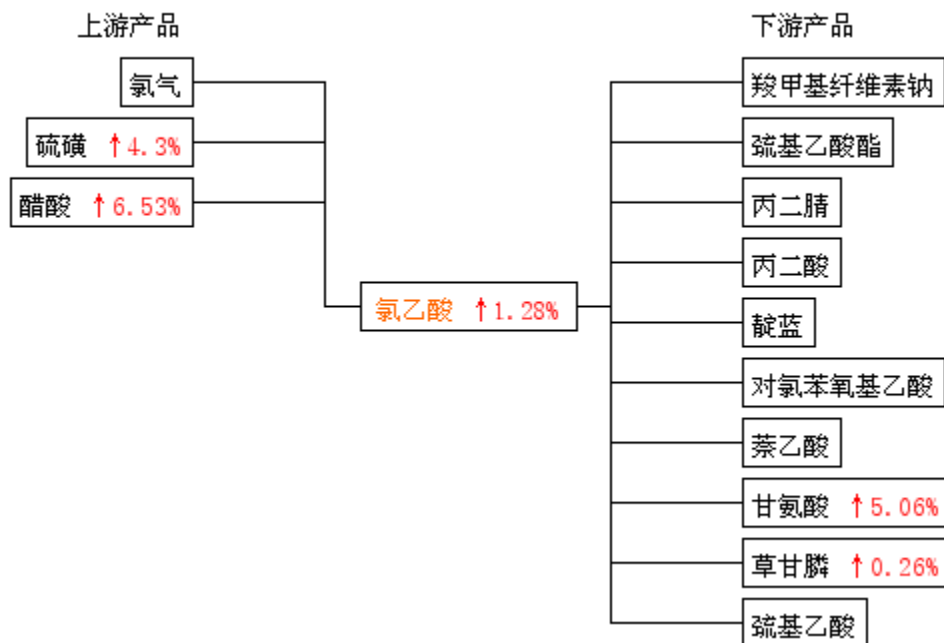 上游产品
下游产品
氯气
硫磺 ↑4.3%
醋酸 ↑6.53%
氯乙酸 ↑1.28%
羧甲基纤维素钠
巯基乙酸酯
丙二腈
丙二酸
靛蓝
对氯苯氧基乙酸
萘乙酸
甘氨酸 ↑5.06%
草甘膦 ↑0.26%
巯基乙酸